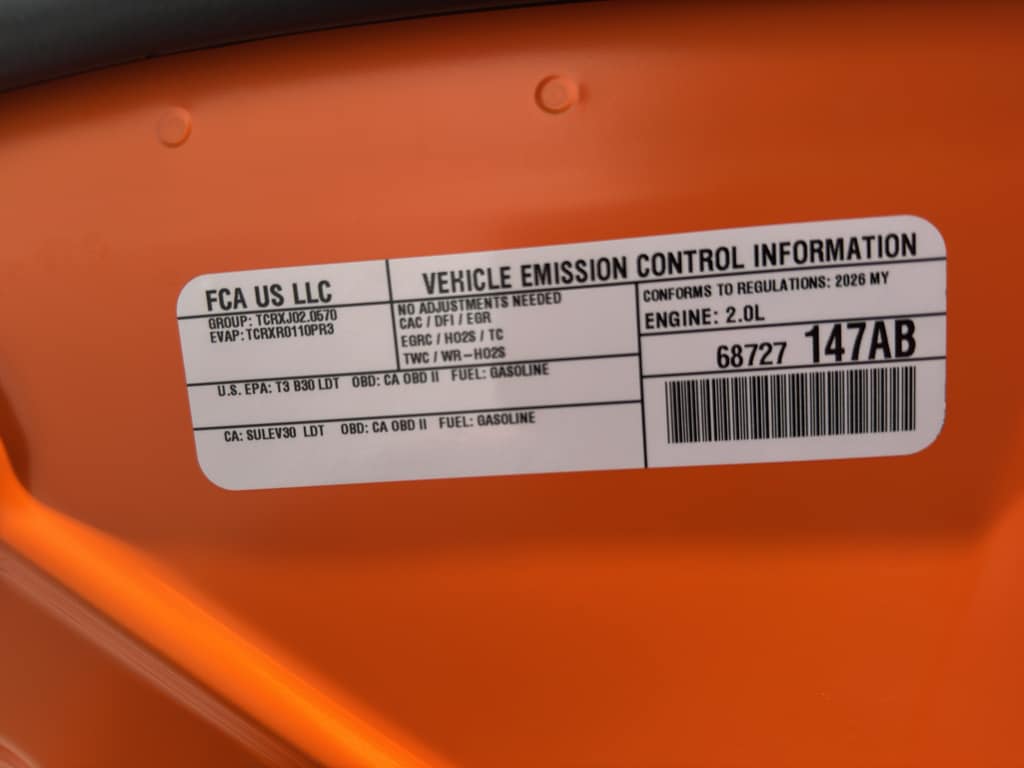 FCA US LLC
GROUP: TCRXJ02.0570
EVAP: TCRXR0110PR3
VEHICLE EMISSION CONTROL INFORMATION
NO ADJUSTMENTS NEEDED
CAC / DFI / EGR
EGRC / HO2S / TC
TWC / WR-HO2S
CONFORMS TO REGULATIONS: 2026 MY
ENGINE: 2.0L
68727 147AB
U.S. EPA: T3 B30 LDT OBD: CA OBD II FUEL: GASOLINE
CA: SULEV30 LDT OBD: CA OBD II FUEL: GASOLINE